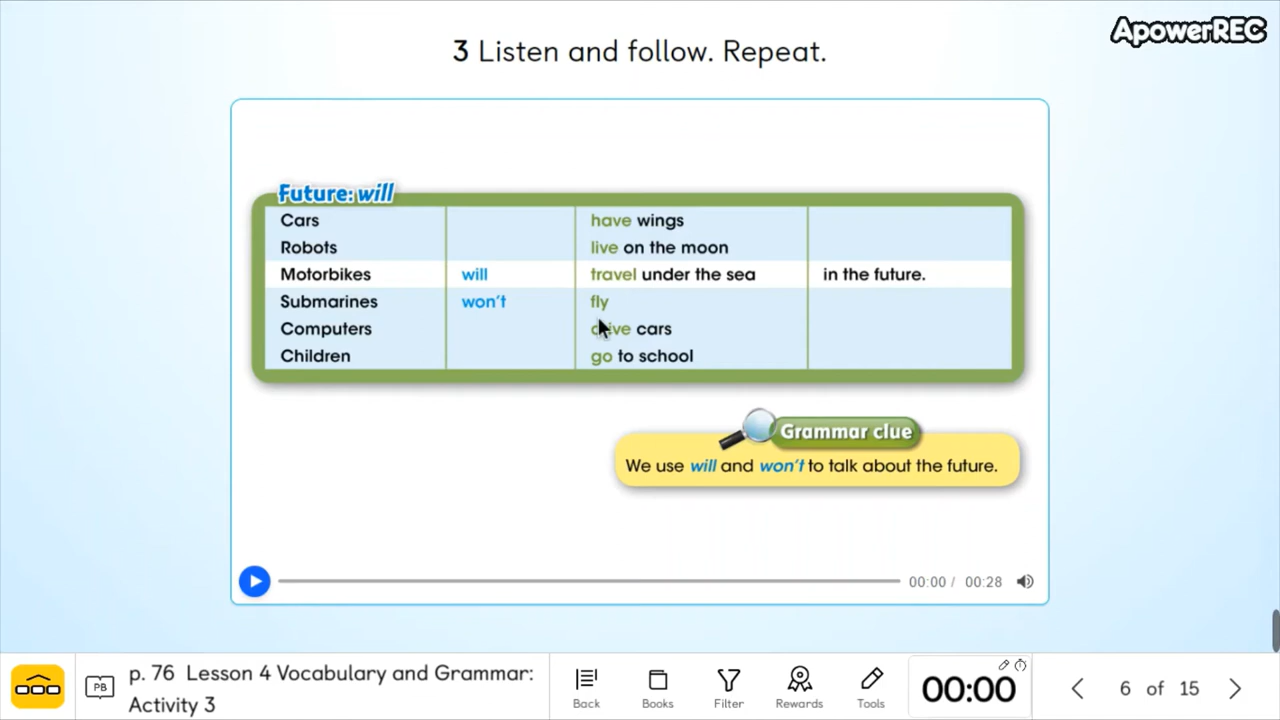 ApowerREC
3 Listen and follow. Repeat.
Future: will
Cars have wings
Robots live on the moon
Motorbikes will travel under the sea in the future.
Submarines won't fly
Computers drive cars
Children go to school
Grammar clue
We use will and won't to talk about the future.
00:00 / 00:28
PB
p. 76 Lesson 4 Vocabulary and Grammar:
Activity 3
Back
Books
Filter
Rewards
Tools
00:00
6 of 15